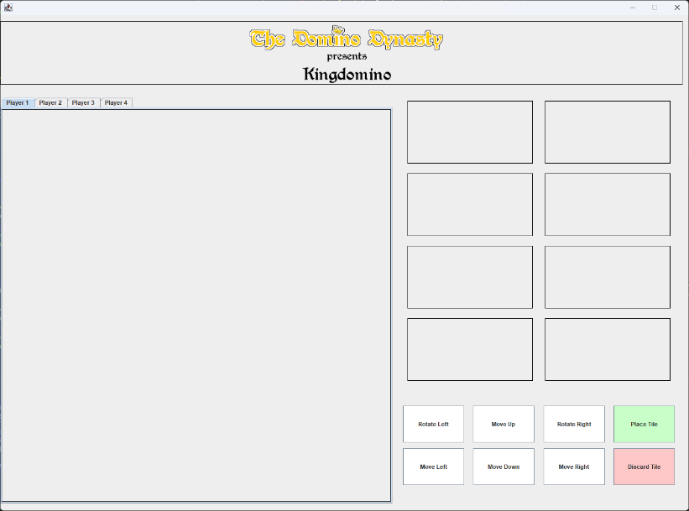 The Domino Dynasty
presents
Kingdomino
Player 1 Player 2 Player 3 Player 4
Rotate Left Move Up Rotate Right Place Tile
Move Left Move Down Move Right Discard Tile